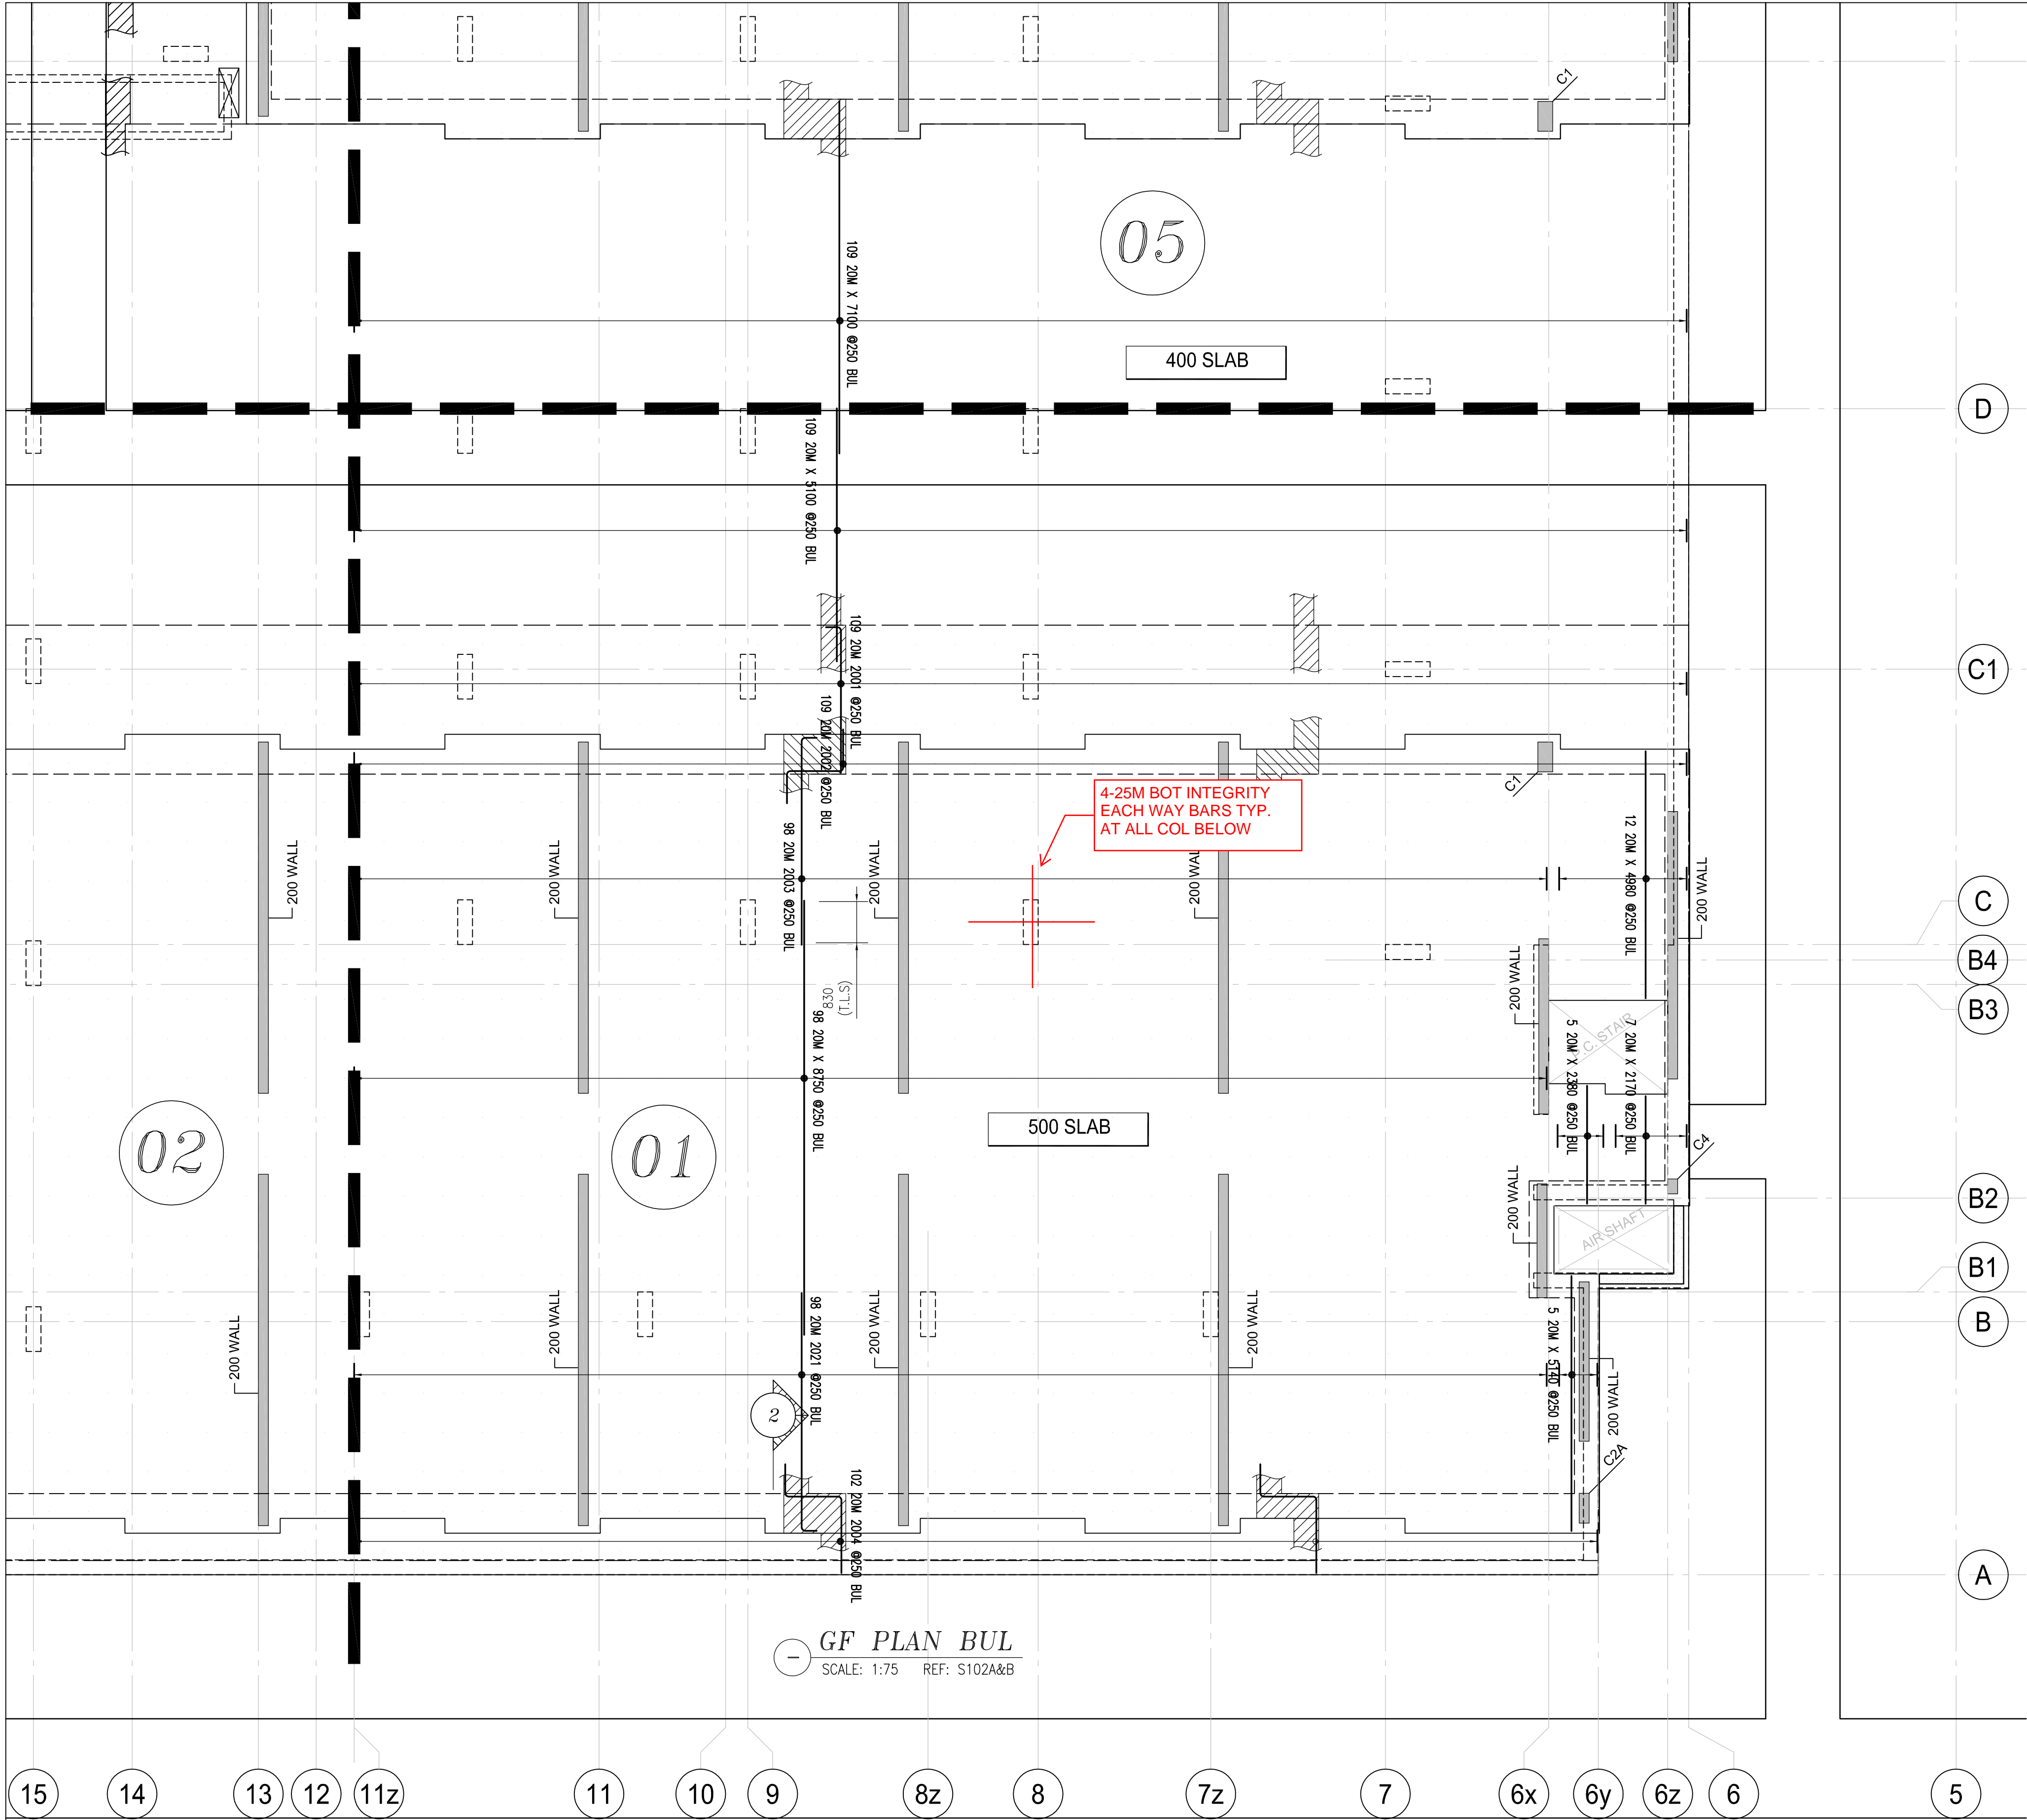 C1
05
109 20M X 7100 @250 BUL
400 SLAB
D
109 20M X 5100 @250 BUL
109 20M 2001 @250 BUL
C1
109 20M 2002 @250 BUL
C1
4-25M BOT INTEGRITY
EACH WAY BARS TYP.
AT ALL COL BELOW
98 20M 2003 @250 BUL
12 20M X 4980 @250 BUL
200 WALL
200 WALL
200 WALL
200 WALL
200 WALL
C
B4
B3
830
(T.L.S)
200 WALL
98 20M X 8750 @250 BUL
P.C. STAIR
5 20M X 2380 @250 BUL
7 20M X 2170 @250 BUL
02
01
500 SLAB
C4
200 WALL
B2
AIR SHAFT
B1
B
98 20M 2021 @250 BUL
200 WALL
200 WALL
200 WALL
200 WALL
5 20M X 5140 @250 BUL
200 WALL
2
C2A
102 20M 2004 @250 BUL
A
GF PLAN BUL
SCALE: 1:75 REF: S102A&B
15
14
13
12
11z
11
10
9
8z
8
7z
7
6x
6y
6z
6
5